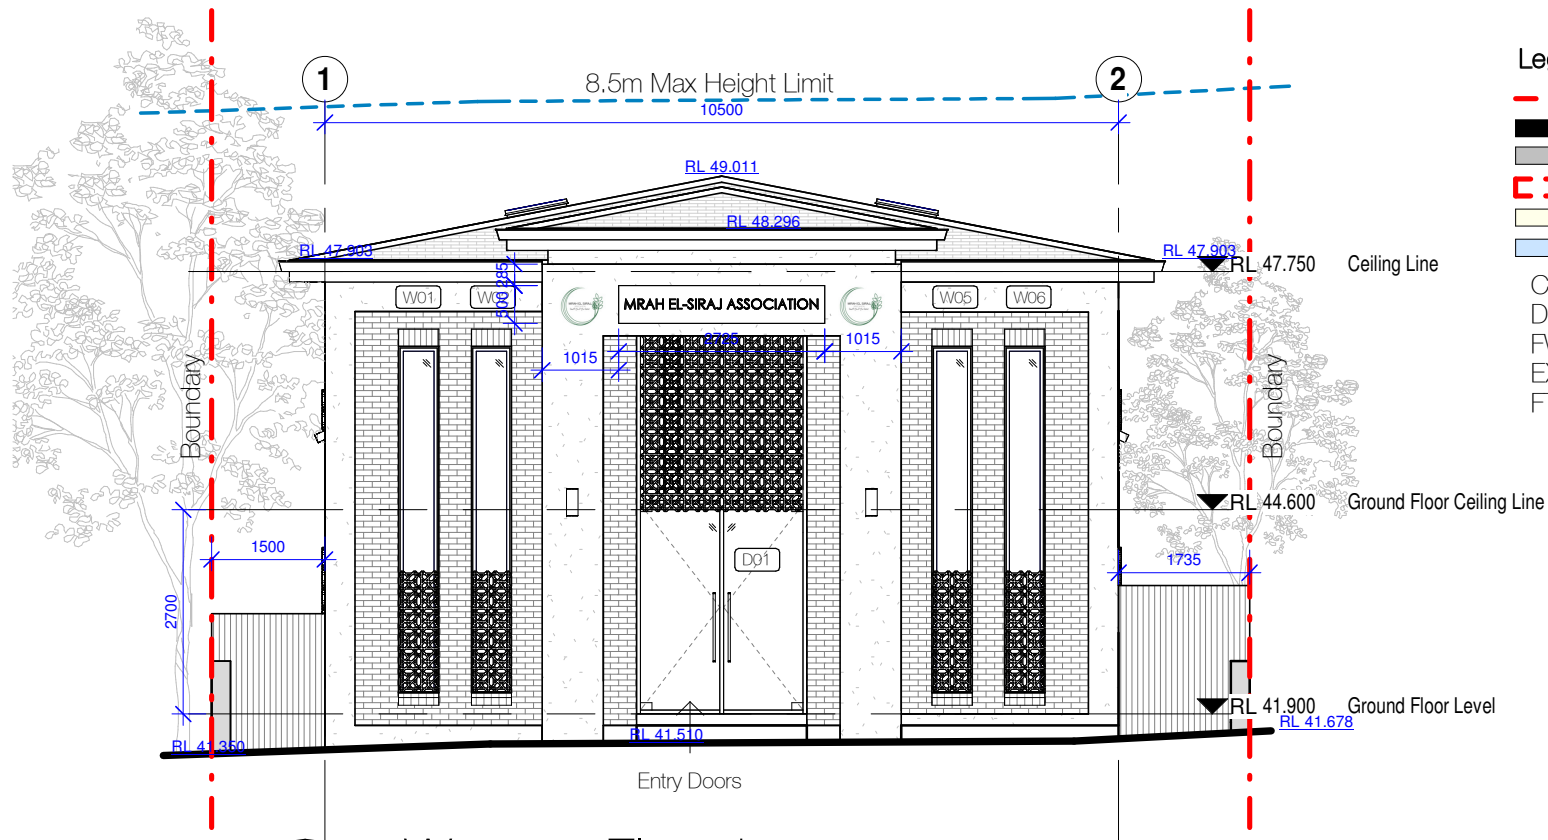 1
2
8.5m Max Height Limit
10500
RL 49.011
RL 48.296
RL 47.903
RL 47.903
RL 47.750 Ceiling Line
285
500
W01
MRAH EL-SIRAJ ASSOCIATION
W05
W06
1015
2725
1015
Boundary
Boundary
RL 44.600 Ground Floor Ceiling Line
1500
D01
1735
2700
RL 41.900 Ground Floor Level
RL 41.678
RL 41.350
RL 41.510
Entry Doors